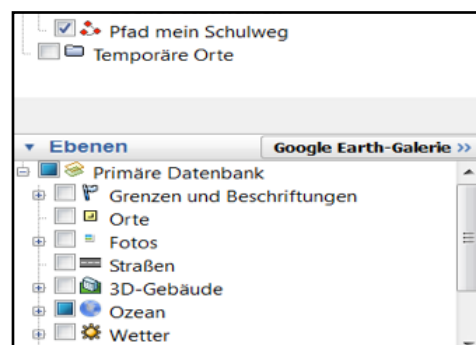 Pfad mein Schulweg
Temporäre Orte
Ebenen
Google Earth-Galerie >>
Primäre Datenbank
Grenzen und Beschriftungen
Orte
Fotos
Straßen
3D-Gebäude
Ozean
Wetter